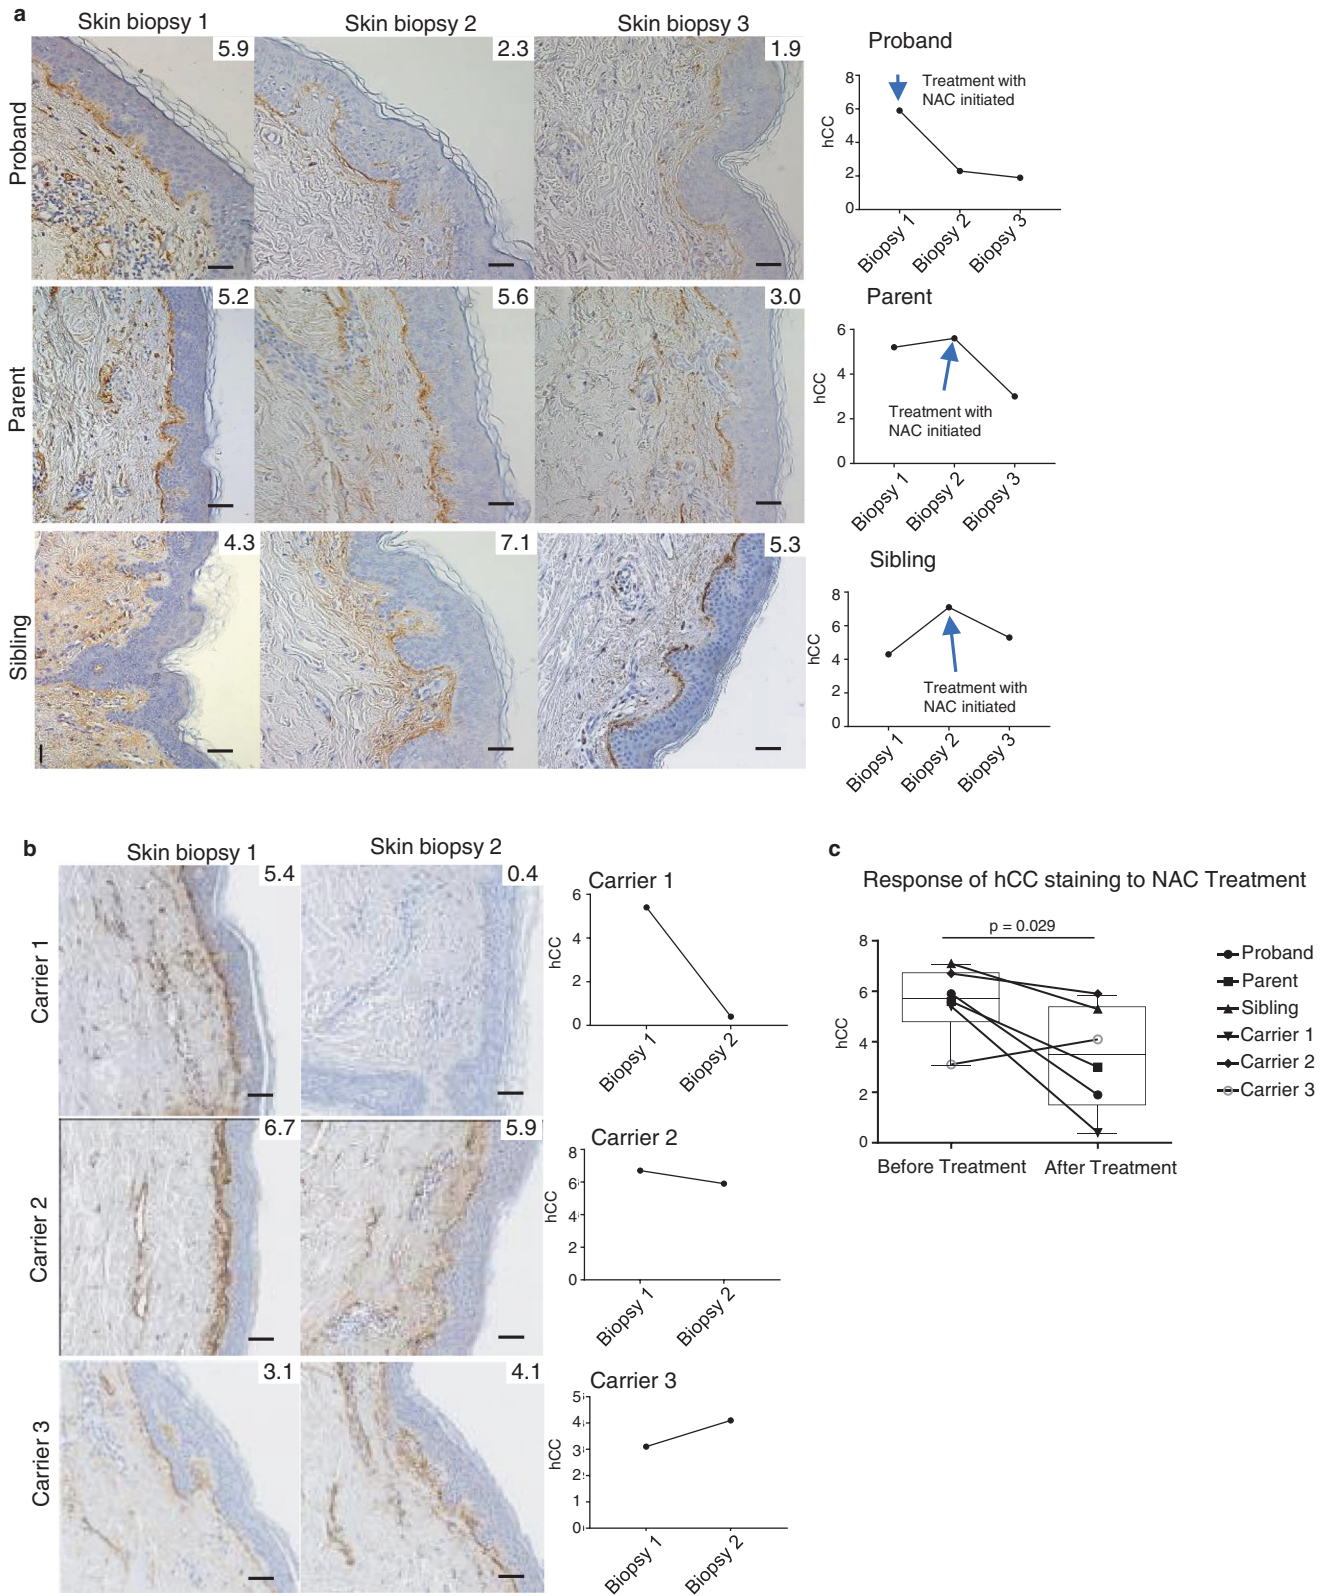 a
Skin biopsy 1
Skin biopsy 2
Skin biopsy 3
Proband
5.9
2.3
1.9
Proband
hCC
8
6
4
2
0
Treatment with
NAC initiated
Biopsy 1
Biopsy 2
Biopsy 3
Parent
5.2
5.6
3.0
Parent
hCC
6
4
2
0
Treatment with
NAC initiated
Biopsy 1
Biopsy 2
Biopsy 3
Sibling
4.3
7.1
5.3
Sibling
hCC
8
6
4
2
0
Treatment with
NAC initiated
Biopsy 1
Biopsy 2
Biopsy 3
b
Skin biopsy 1
Skin biopsy 2
Carrier 1
5.4
0.4
Carrier 1
hCC
6
4
2
0
Biopsy 1
Biopsy 2
Carrier 2
6.7
5.9
Carrier 2
hCC
8
6
4
2
0
Biopsy 1
Biopsy 2
Carrier 3
3.1
4.1
Carrier 3
hCC
5
4
3
2
1
0
Biopsy 1
Biopsy 2
c
Response of hCC staining to NAC Treatment
p = 0.029
hCC
8
6
4
2
0
Before Treatment
After Treatment
Proband
Parent
Sibling
Carrier 1
Carrier 2
Carrier 3